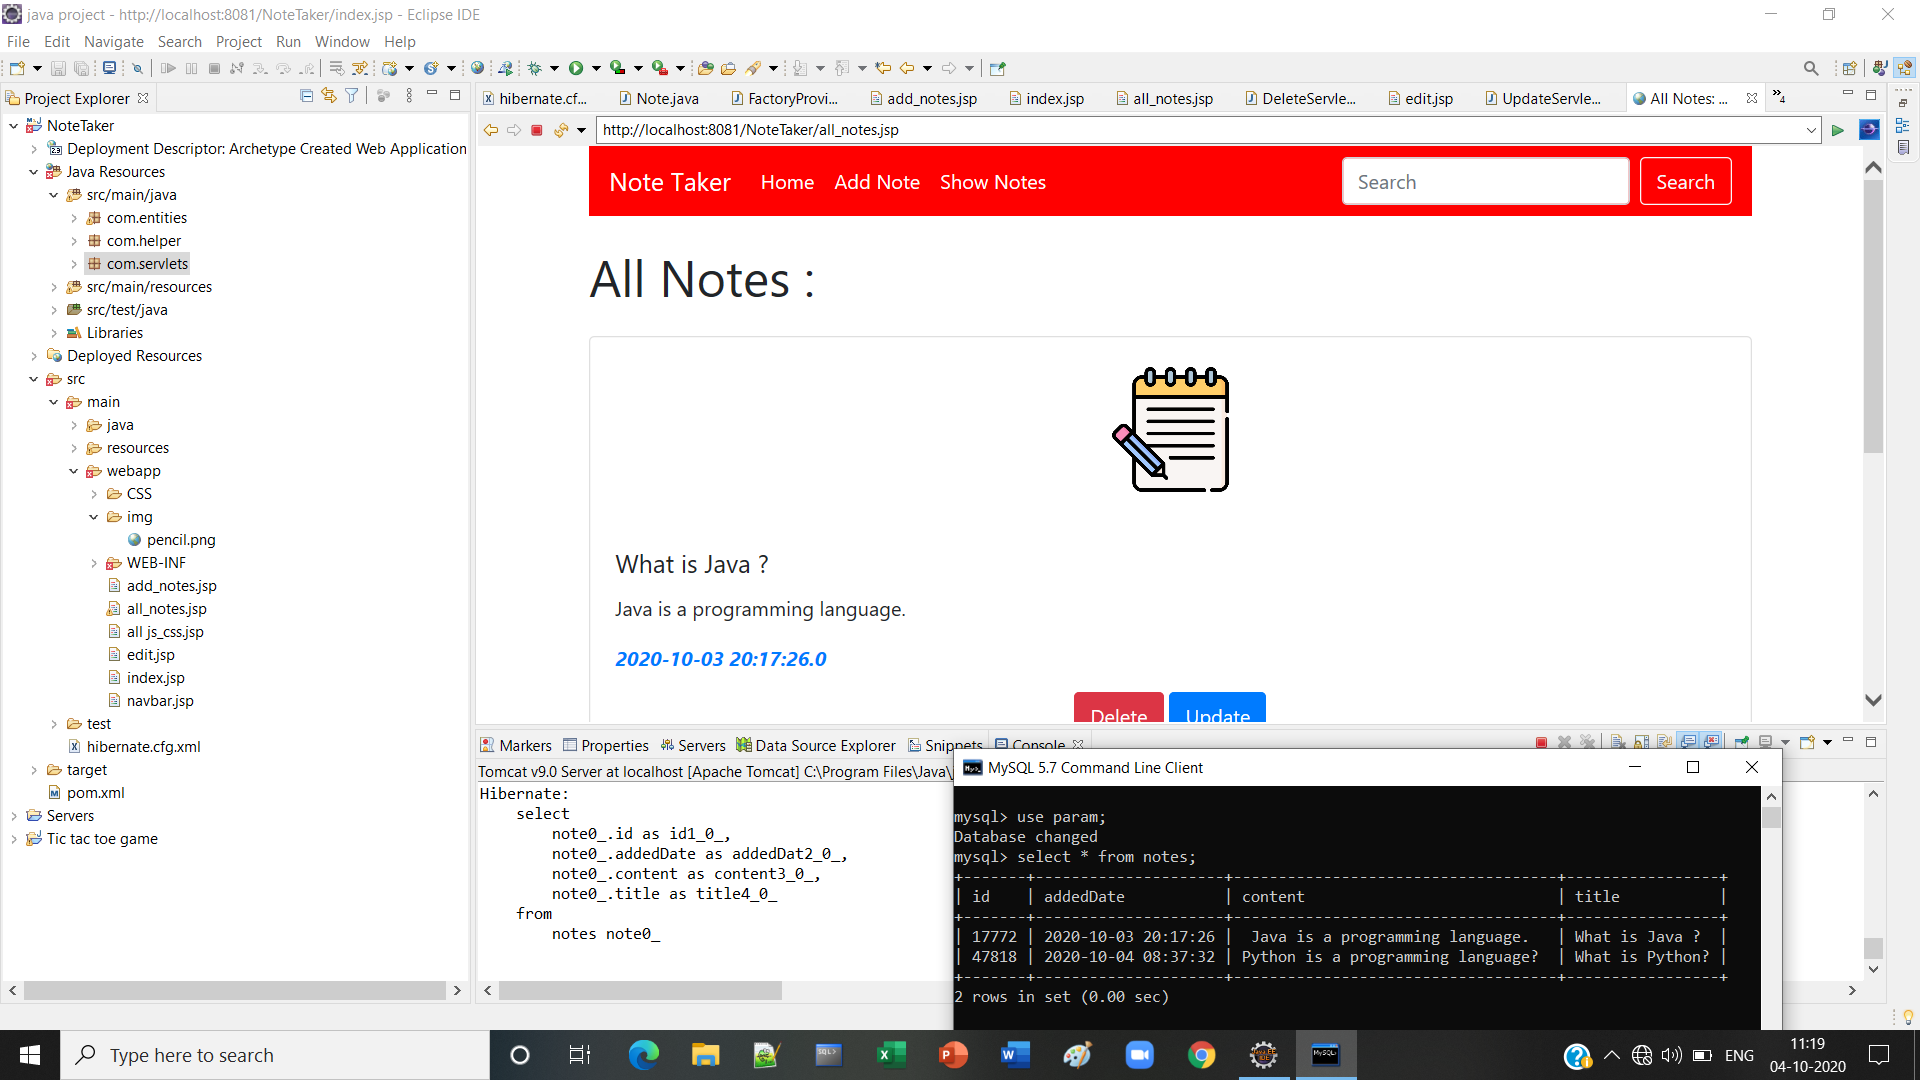 java project - http://localhost:8081/NoteTaker/index.jsp - Eclipse IDE
File Edit Navigate Search Project Run Window Help
Project Explorer
NoteTaker
Deployment Descriptor: Archetype Created Web Application
Java Resources
src/main/java
com.entities
com.helper
com.servlets
src/main/resources
src/test/java
Libraries
Deployed Resources
src
main
java
resources
webapp
CSS
img
pencil.png
WEB-INF
add_notes.jsp
all_notes.jsp
all js_css.jsp
edit.jsp
index.jsp
navbar.jsp
test
hibernate.cfg.xml
target
pom.xml
Servers
Tic tac toe game
hibernate.cf... Note.java FactoryProvi... add_notes.jsp index.jsp all_notes.jsp DeleteServle... edit.jsp UpdateServle... All Notes: ... 4
http://localhost:8081/NoteTaker/all_notes.jsp
Note Taker Home Add Note Show Notes Search Search
All Notes :
What is Java ?
Java is a programming language.
2020-10-03 20:17:26.0
Delete Update
Markers Properties Servers Data Source Explorer Snippets Console
Tomcat v9.0 Server at localhost [Apache Tomcat] C:\Program Files\Java\
Hibernate:
select
note0_.id as id1_0_,
note0_.addedDate as addedDat2_0_,
note0_.content as content3_0_,
note0_.title as title4_0_
from
notes note0_
MySQL 5.7 Command Line Client
mysql> use param;
Database changed
mysql> select * from notes;
+-------+---------------------+------------------------------------+-----------------+
| id | addedDate | content | title |
+-------+---------------------+------------------------------------+-----------------+
| 17772 | 2020-10-03 20:17:26 | Java is a programming language. | What is Java ? |
| 47818 | 2020-10-04 08:37:32 | Python is a programming language? | What is Python? |
+-------+---------------------+------------------------------------+-----------------+
2 rows in set (0.00 sec)
Type here to search
ENG
11:19
04-10-2020